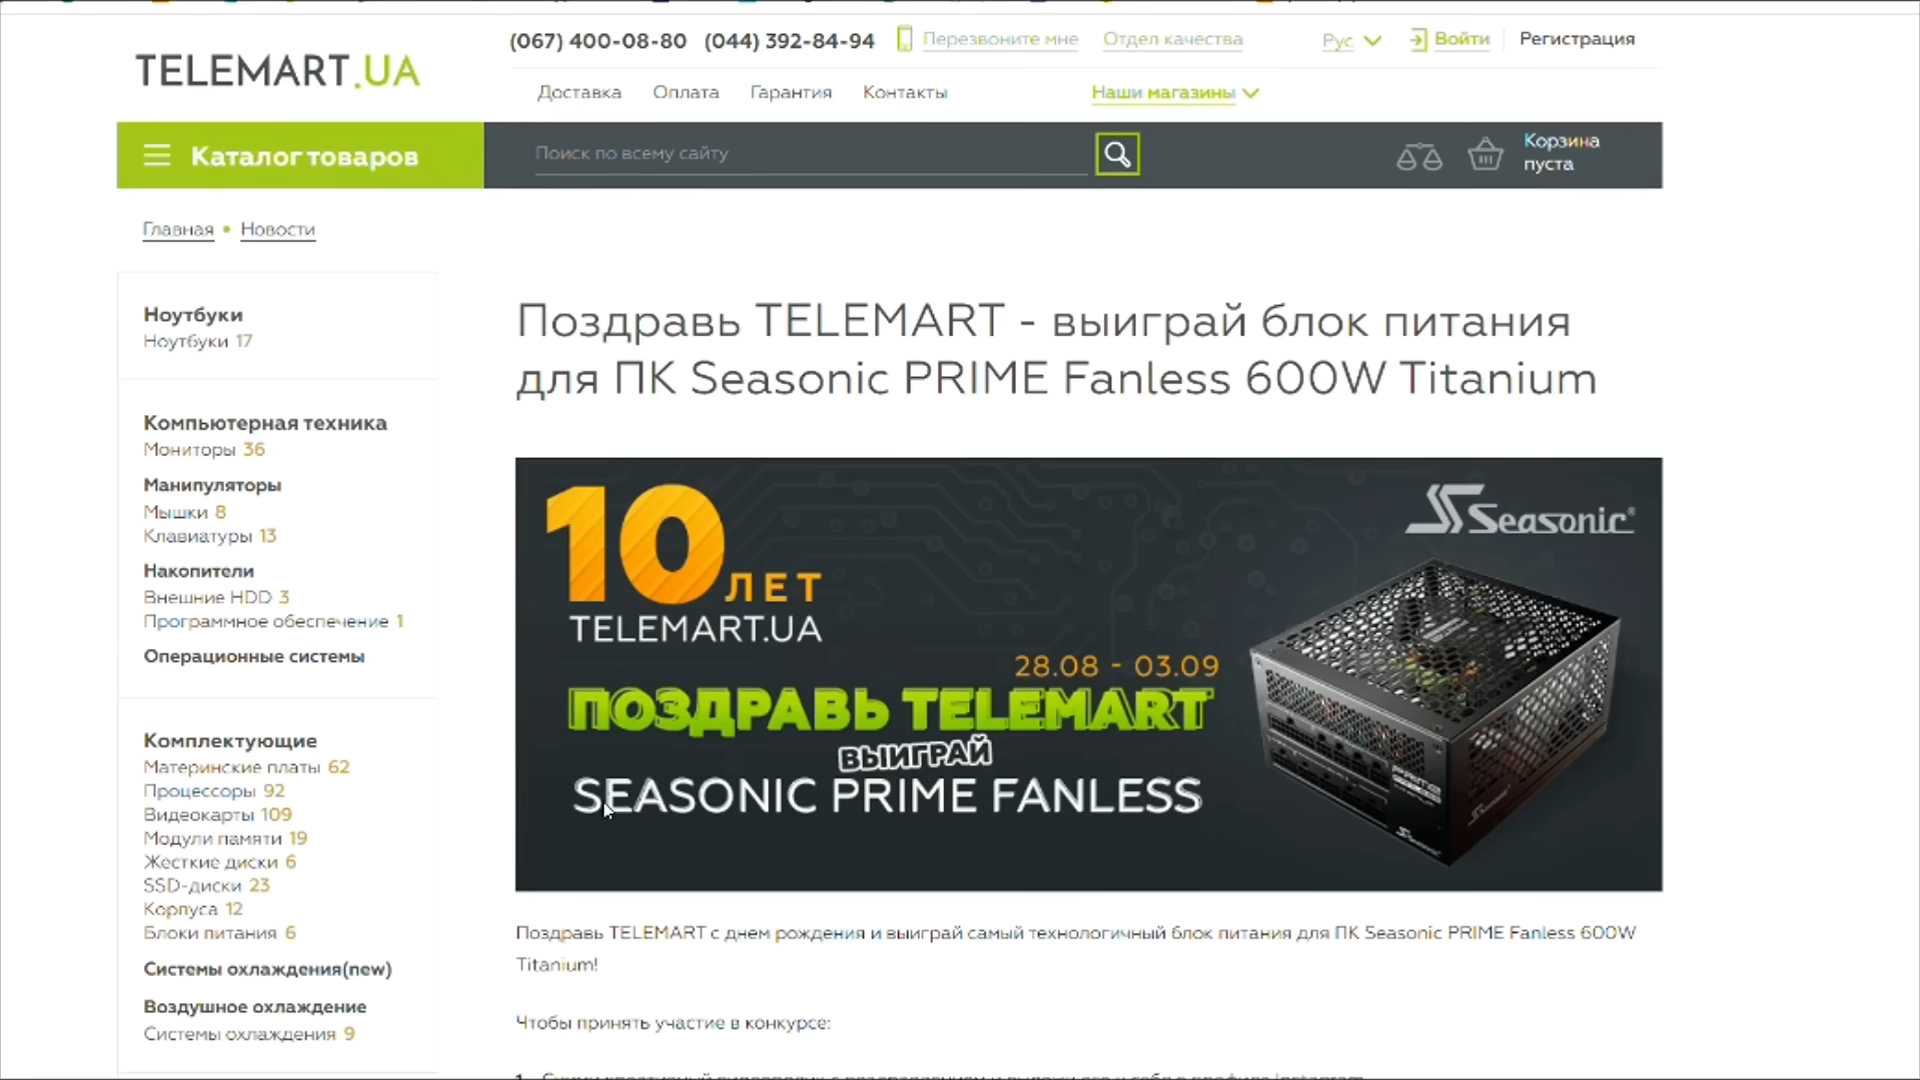 TELEMART.UA
(067) 400-08-80 (044) 392-84-94 Перезвоните мне Отдел качества Рус Войти Регистрация
Доставка Оплата Гарантия Контакты Наши магазины
Каталог товаров
Поиск по всему сайту
Корзина
пуста
Главная • Новости
Ноутбуки
Ноутбуки 17
Компьютерная техника
Мониторы 36
Манипуляторы
Мышки 8
Клавиатуры 13
Накопители
Внешние HDD 3
Программное обеспечение 1
Операционные системы
Комплектующие
Материнские платы 62
Процессоры 92
Видеокарты 109
Модули памяти 19
Жесткие диски 6
SSD-диски 23
Корпуса 12
Блоки питания 6
Системы охлаждения(new)
Воздушное охлаждение
Системы охлаждения 9
Поздравь TELEMART - выиграй блок питания
для ПК Seasonic PRIME Fanless 600W Titanium
10 ЛЕТ
TELEMART.UA
28.08 - 03.09
ПОЗДРАВЬ TELEMART
ВЫИГРАЙ
SEASONIC PRIME FANLESS
Seasonic®
Seasonic
Seasonic
Поздравь TELEMART с днем рождения и выиграй самый технологичный блок питания для ПК Seasonic PRIME Fanless 600W
Titanium!
Чтобы принять участие в конкурсе: